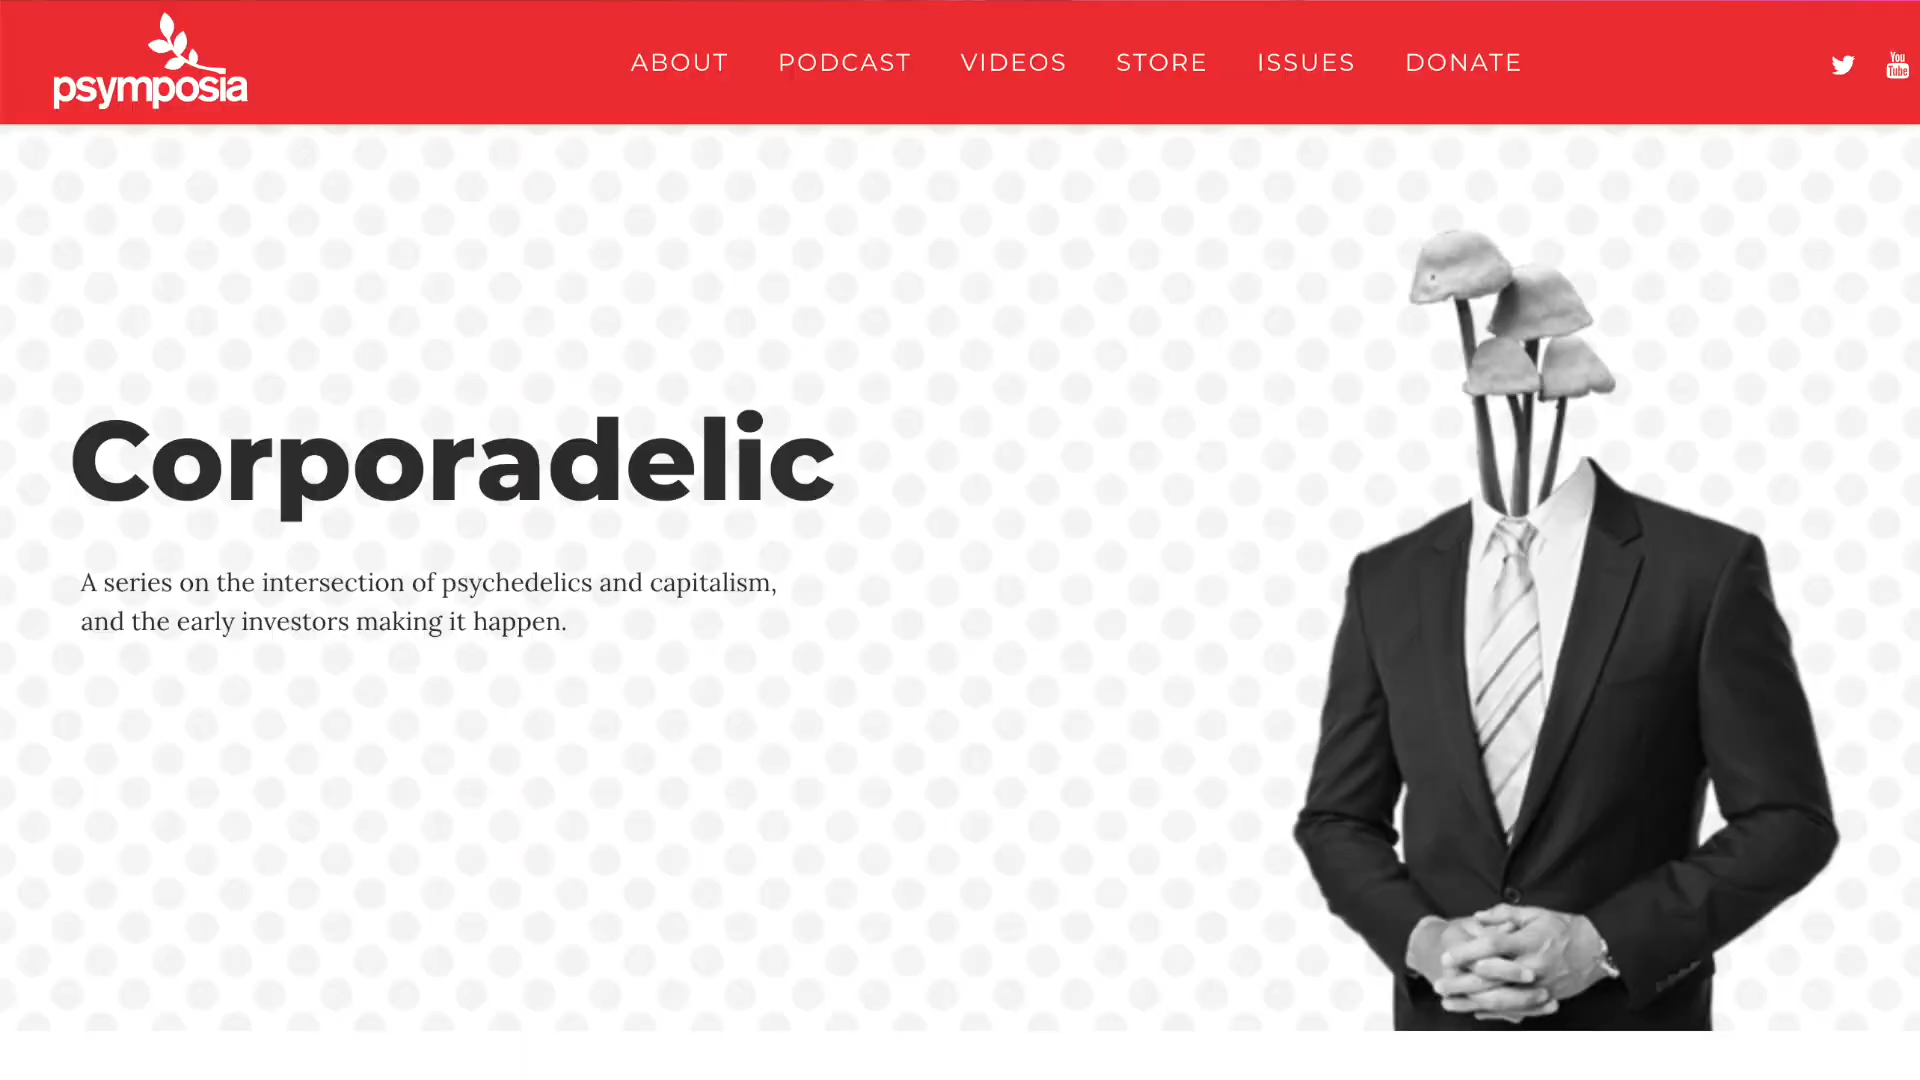 psymposia
ABOUT PODCAST VIDEOS STORE ISSUES DONATE
You
Tube
Corporadelic
A series on the intersection of psychedelics and capitalism,
and the early investors making it happen.